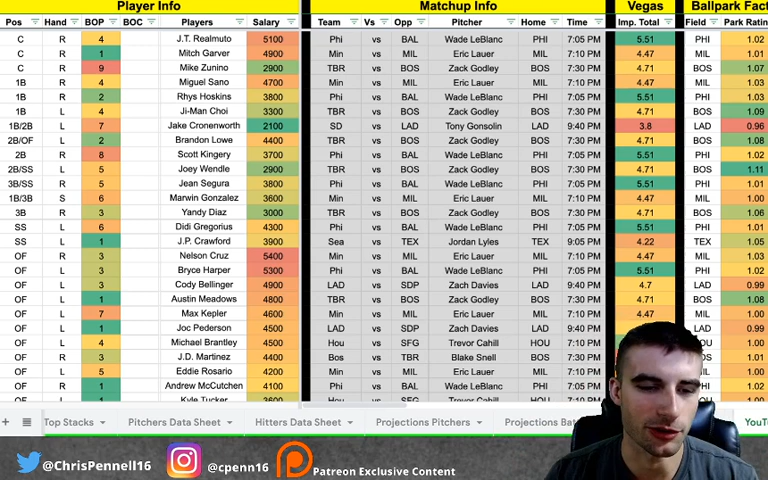 Player Info Matchup Info Vegas Ballpark Fact
Pos Hand BOP BOC Players Salary Team Vs Opp Pitcher Home Time Imp. Total Field Park Rating
C R 4 J.T. Realmuto 5100 Phi vs BAL Wade LeBlanc PHI 7:05 PM 5.51 PHI 1.02
C R 1 Mitch Garver 4900 Min vs MIL Eric Lauer MIL 7:10 PM 4.47 MIL 1.01
C R 9 Mike Zunino 2900 TBR vs BOS Zack Godley BOS 7:30 PM 4.71 BOS 1.07
1B R 4 Miguel Sano 4700 Min vs MIL Eric Lauer MIL 7:10 PM 4.47 MIL 1.03
1B R 2 Rhys Hoskins 3800 Phi vs BAL Wade LeBlanc PHI 7:05 PM 5.51 PHI 1.03
1B L 4 Ji-Man Choi 3300 TBR vs BOS Zack Godley BOS 7:30 PM 4.71 BOS 1.09
1B/2B L 7 Jake Cronenworth 2100 SD vs LAD Tony Gonsolin LAD 9:40 PM 3.8 LAD 0.96
2B/OF L 2 Brandon Lowe 4400 TBR vs BOS Zack Godley BOS 7:30 PM 4.71 BOS 1.08
2B R 8 Scott Kingery 3700 Phi vs BAL Wade LeBlanc PHI 7:05 PM 5.51 PHI 1.02
2B/SS L 5 Joey Wendle 2900 TBR vs BOS Zack Godley BOS 7:30 PM 4.71 BOS 1.11
3B/SS R 5 Jean Segura 3800 Phi vs BAL Wade LeBlanc PHI 7:05 PM 5.51 PHI 1.02
1B/3B S 6 Marwin Gonzalez 3600 Min vs MIL Eric Lauer MIL 7:10 PM 4.47 MIL 1.00
3B R 3 Yandy Diaz 3000 TBR vs BOS Zack Godley BOS 7:30 PM 4.71 BOS 1.06
SS L 6 Didi Gregorius 4300 Phi vs BAL Wade LeBlanc PHI 7:05 PM 5.51 PHI 1.01
SS L 1 J.P. Crawford 3900 Sea vs TEX Jordan Lyles TEX 9:05 PM 4.22 TEX 1.05
OF R 3 Nelson Cruz 5400 Min vs MIL Eric Lauer MIL 7:10 PM 4.47 MIL 1.03
OF L 3 Bryce Harper 5300 Phi vs BAL Wade LeBlanc PHI 7:05 PM 5.51 PHI 1.02
OF L 3 Cody Bellinger 4900 LAD vs SDP Zach Davies LAD 9:40 PM 4.7 LAD 0.99
OF L 1 Austin Meadows 4800 TBR vs BOS Zack Godley BOS 7:30 PM 4.71 BOS 1.08
OF L 7 Max Kepler 4600 Min vs MIL Eric Lauer MIL 7:10 PM 4.47 MIL 1.00
OF L 1 Joc Pederson 4500 LAD vs SDP Zach Davies LAD 9:40 PM LAD 0.99
OF L 4 Michael Brantley 4500 Hou vs SFG Trevor Cahill HOU 7:10 PM 1.00
OF R 3 J.D. Martinez 4400 Bos vs TBR Blake Snell BOS 7:30 PM 1.01
OF L 5 Eddie Rosario 4200 Min vs MIL Eric Lauer MIL 7:10 PM 1.00
OF R 1 Andrew McCutchen 4100 Phi vs BAL Wade LeBlanc PHI 7:05 PM 1.02
OF L Kyle Tucker 3600 Hou vs SFG Trevor Cahill HOU 7:10 PM 1.00
+ Top Stacks Pitchers Data Sheet Hitters Data Sheet Projections Pitchers Projections Bat YouT
@ChrisPennell16 @cpenn16 Patreon Exclusive Content